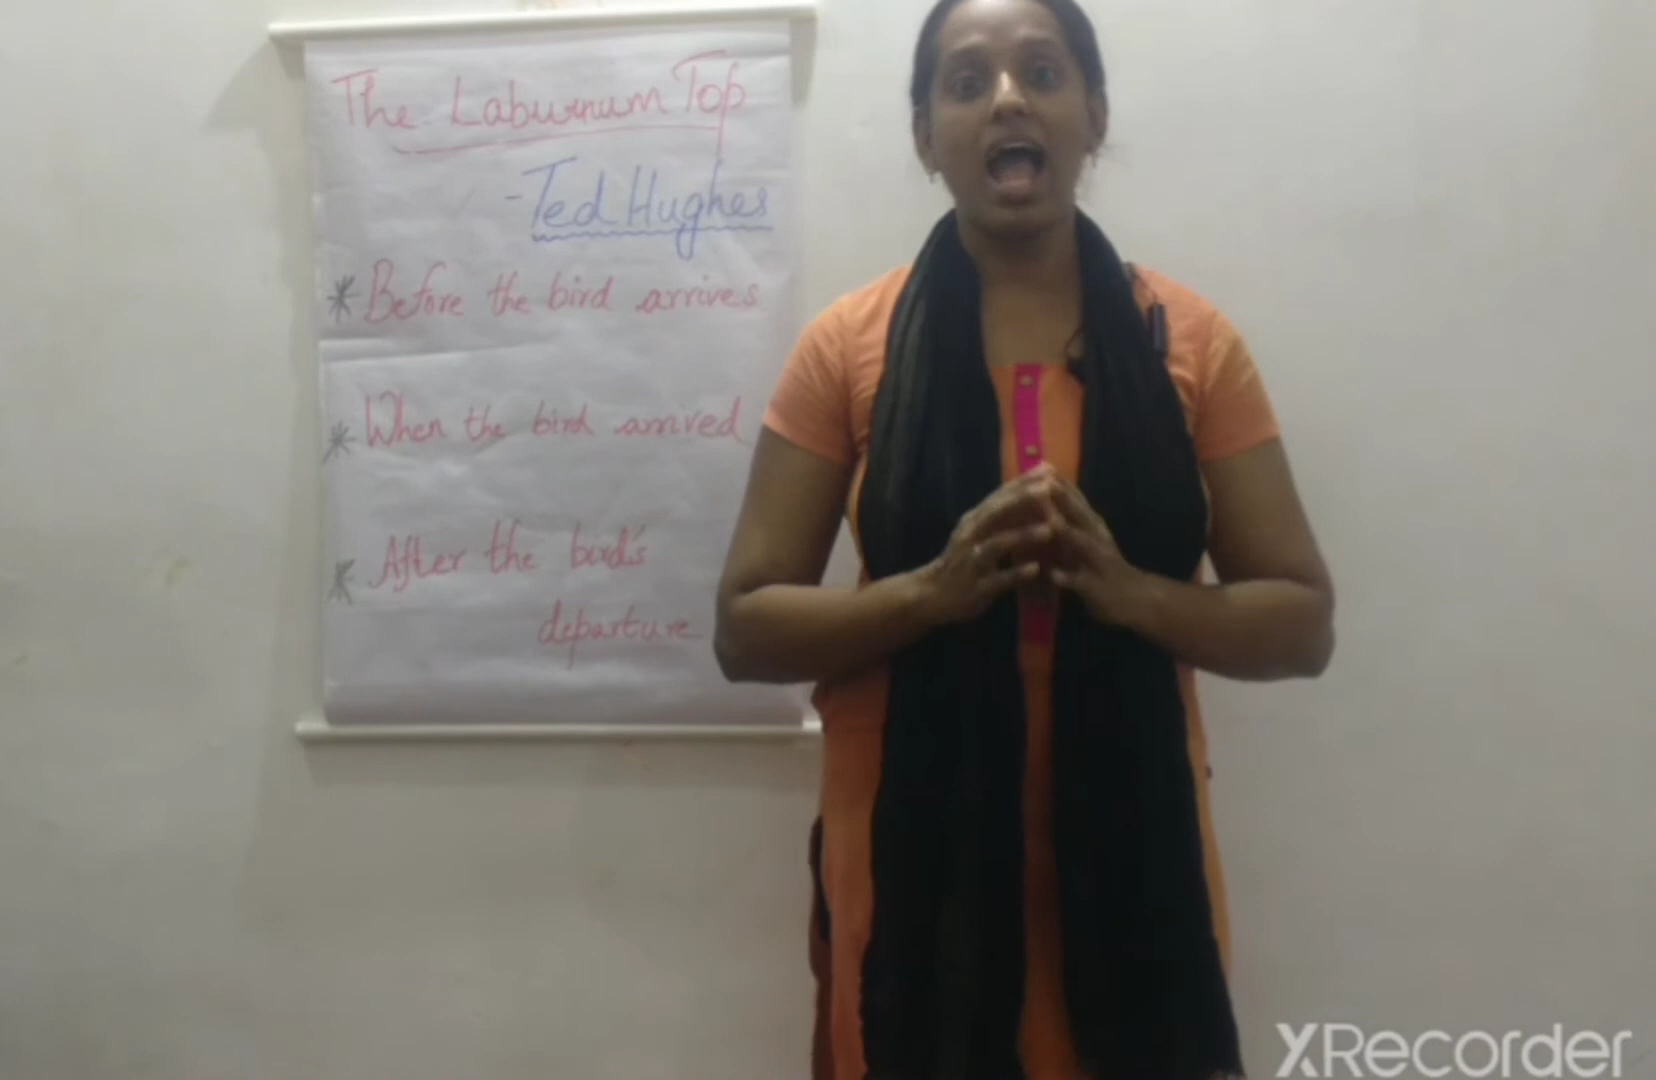 The Laburnum Top
- Ted Hughes
* Before the bird arrives
* When the bird arrived
* After the bird's
departure
XRecorder